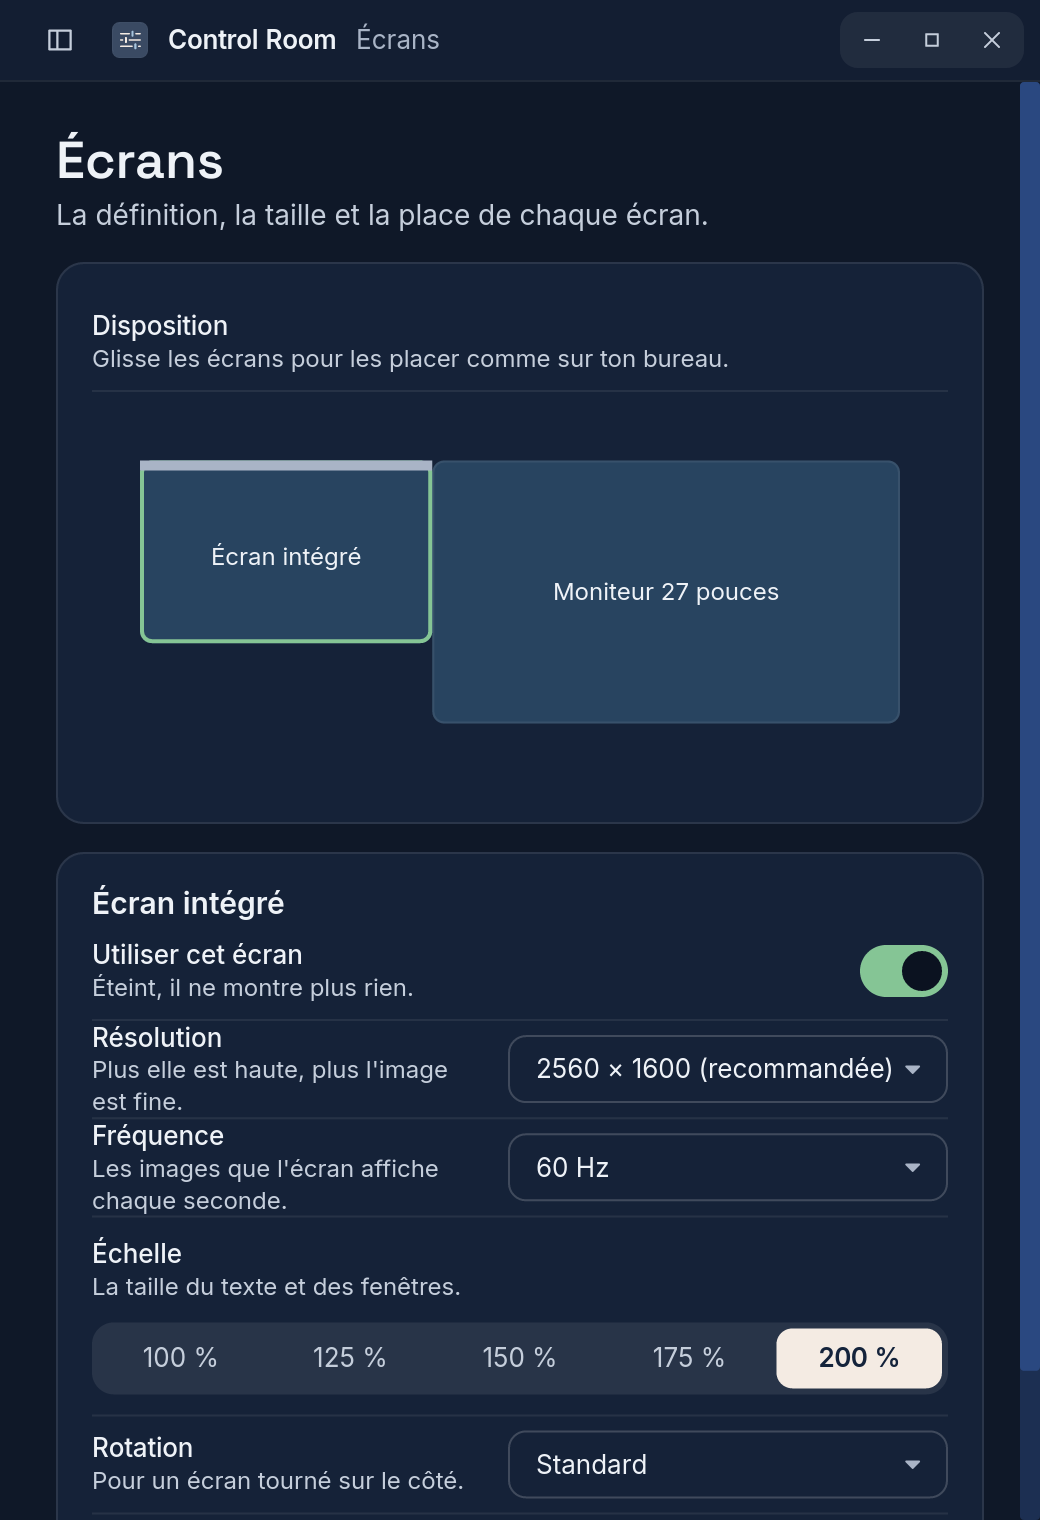 Control Room Écrans
Écrans
La définition, la taille et la place de chaque écran.
Disposition
Glisse les écrans pour les placer comme sur ton bureau.
Écran intégré
Moniteur 27 pouces
Écran intégré
Utiliser cet écran
Éteint, il ne montre plus rien.
Résolution
Plus elle est haute, plus l'image
est fine.
2560 × 1600 (recommandée)
Fréquence
Les images que l'écran affiche
chaque seconde.
60 Hz
Échelle
La taille du texte et des fenêtres.
100 % 125 % 150 % 175 % 200 %
Rotation
Pour un écran tourné sur le côté.
Standard